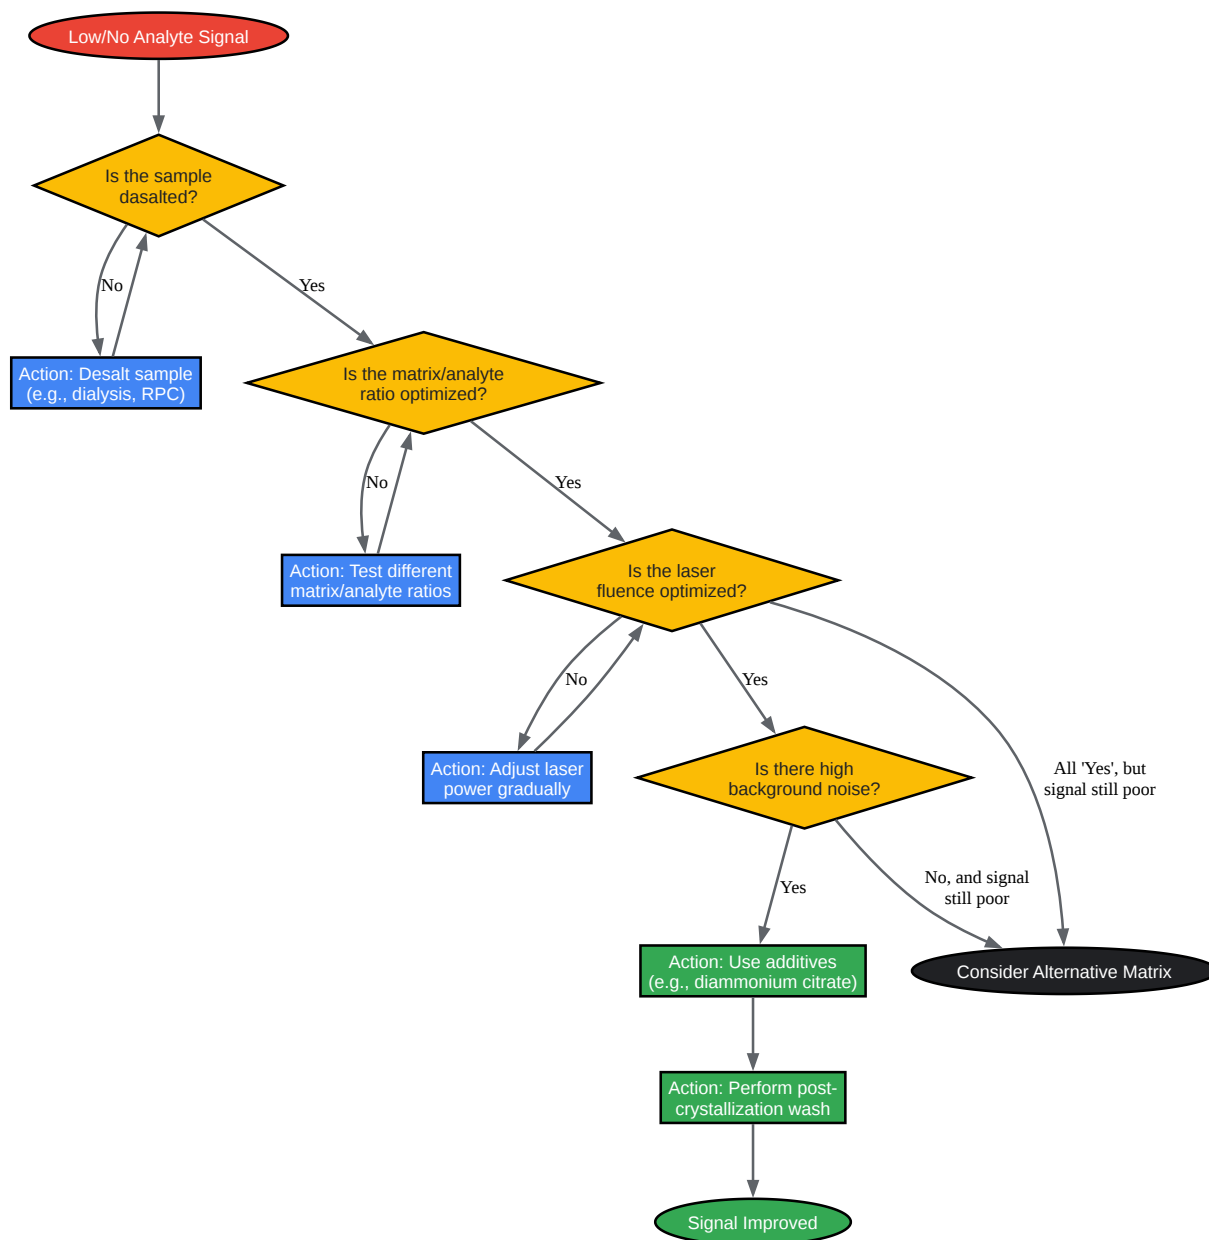 Low/No Analyte Signal
Is the sample
dasalted?
No
Yes
Action: Desalt sample
(e.g., dialysis, RPC)
Is the matrix/analyte
ratio optimized?
No
Yes
Action: Test different
matrix/analyte ratios
Is the laser
fluence optimized?
No
Yes
All 'Yes', but
signal still poor
Action: Adjust laser
power gradually
Is there high
background noise?
Yes
No, and signal
still poor
Action: Use additives
(e.g., diammonium citrate)
Consider Alternative Matrix
Action: Perform post-
crystallization wash
Signal Improved